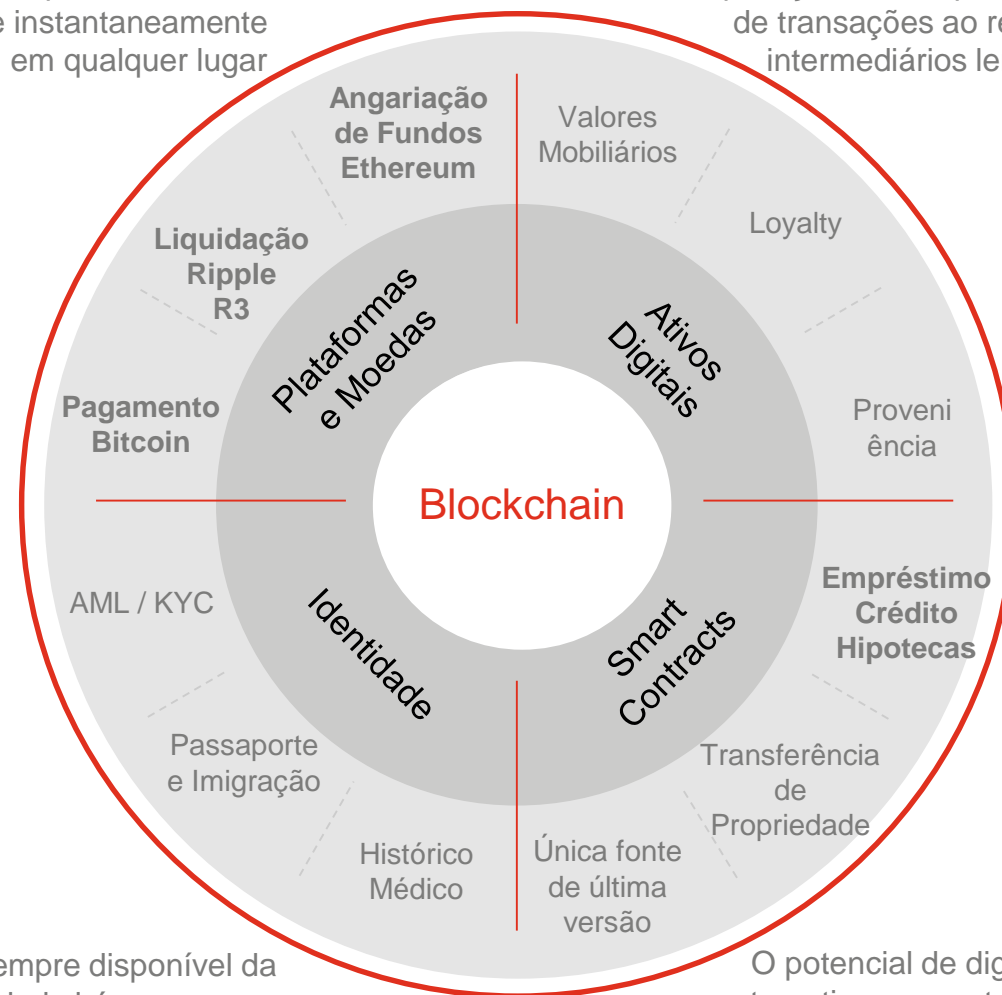 e instantaneamente
em qualquer lugar
de transações ao re
intermediários le
Angariação
de Fundos
Ethereum
Valores
Mobiliários
Liquidação
Ripple
R3
Loyalty
Plataformas
e Moedas
Ativos
Digitais
Pagamento
Bitcoin
Proveni
ência
Blockchain
AML / KYC
Identidade
Smart
Contracts
Empréstimo
Crédito
Hipotecas
Passaporte
e Imigração
Transferência
de
Propriedade
Histórico
Médico
Única fonte
de última
versão
empre disponível da
O potencial de dig